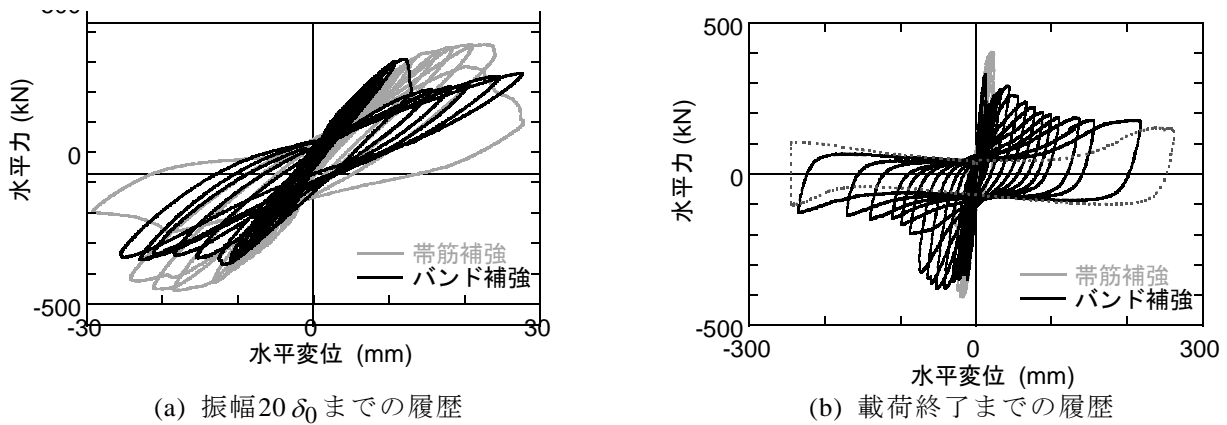 500
水平力 (kN)
0
-500
-30
0
30
水平変位 (mm)
帯筋補強
バンド補強
(a) 振幅20δ0までの履歴
500
水平力 (kN)
0
-500
-300
0
300
水平変位 (mm)
帯筋補強
バンド補強
(b) 載荷終了までの履歴